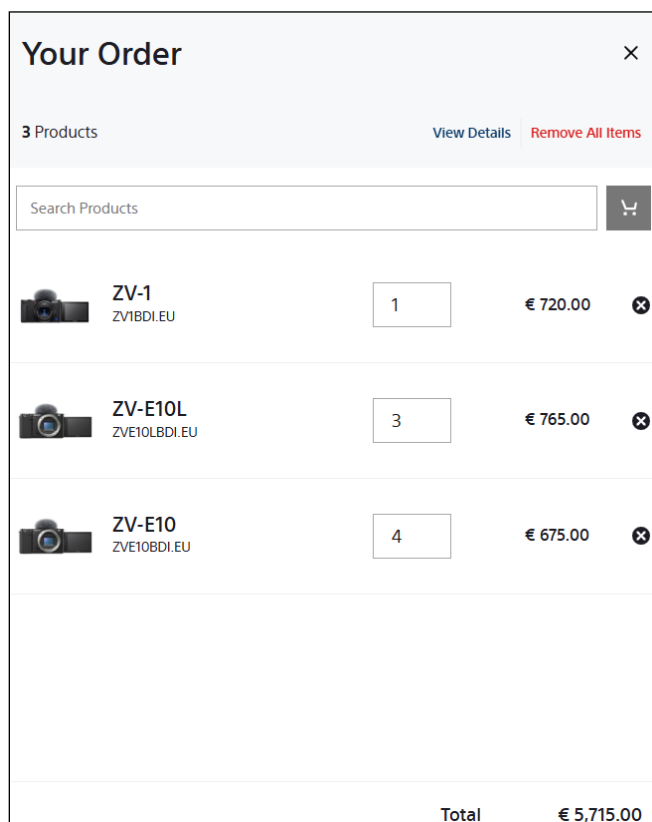 Your Order
3 Products View Details Remove All Items
Search Products
ZV-1
ZV1BDI.EU
1
€ 720.00
ZV-E10L
ZVE10LBDI.EU
3
€ 765.00
ZV-E10
ZVE10BDI.EU
4
€ 675.00
Total € 5,715.00